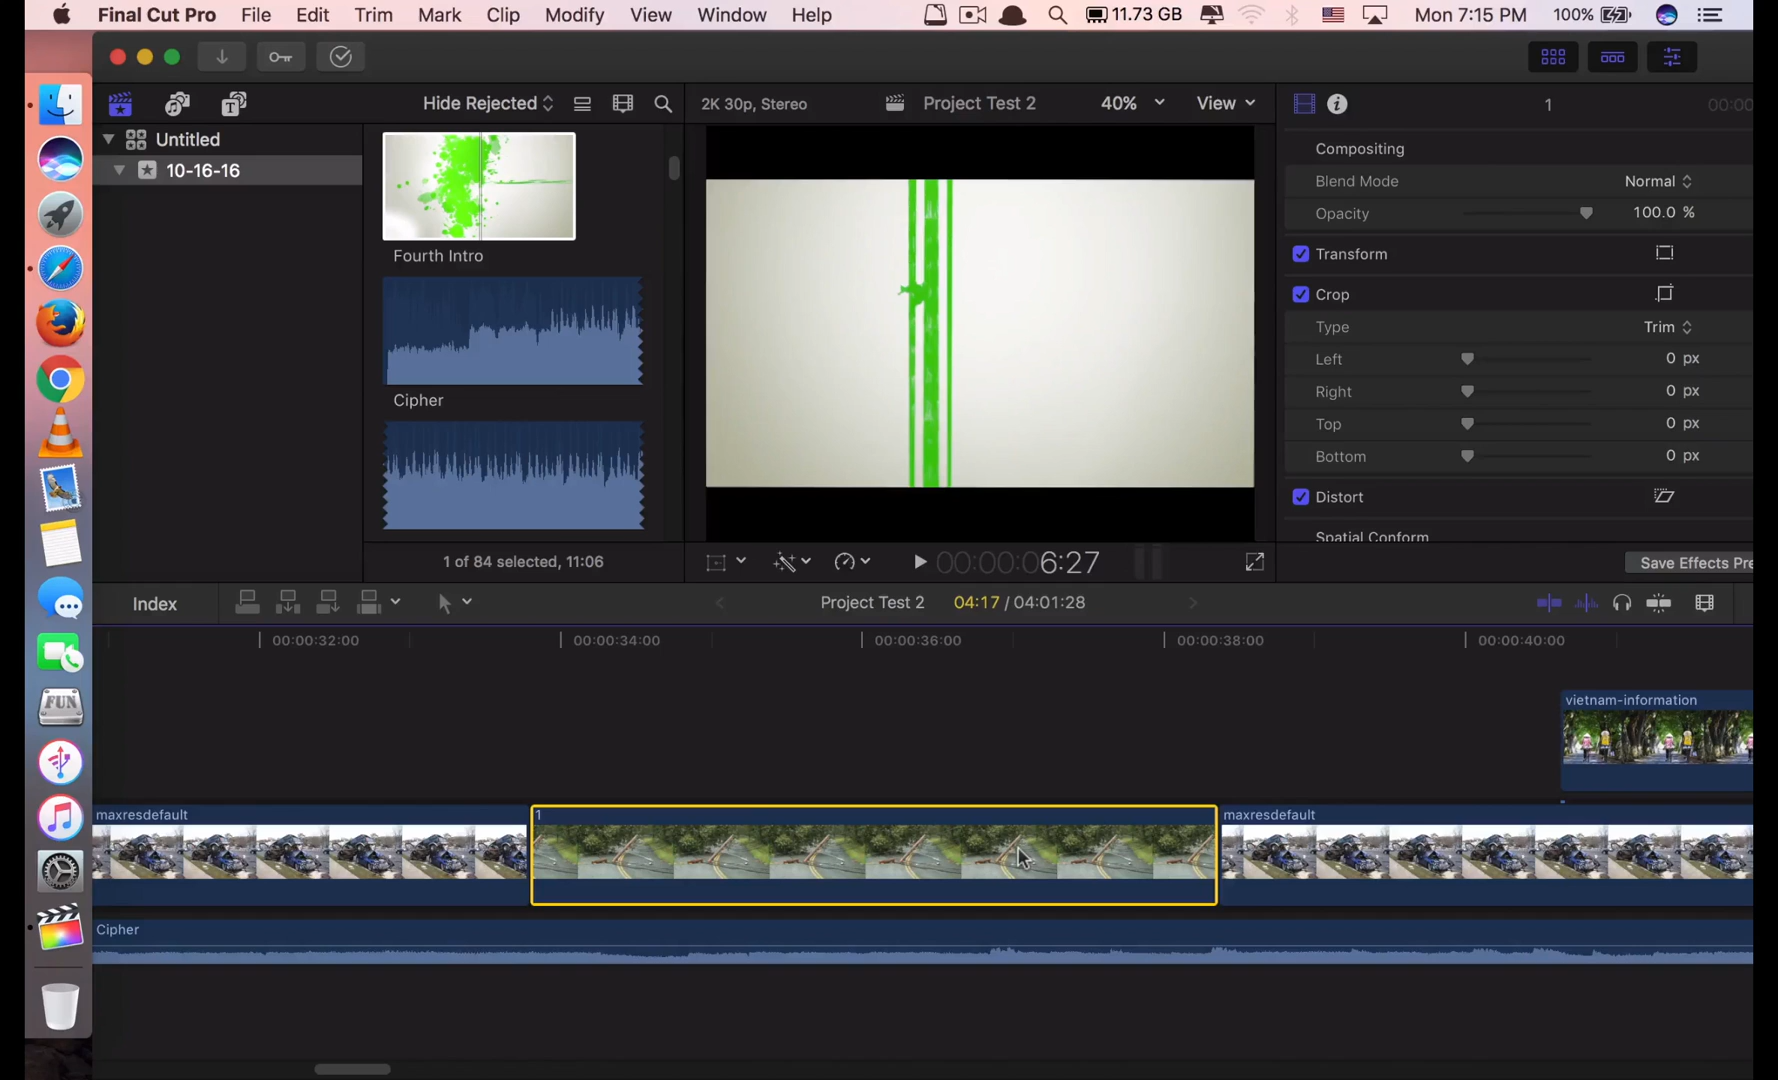 Final Cut Pro File Edit Trim Mark Clip Modify View Window Help 11.73 GB Mon 7:15 PM 100%
Hide Rejected 2K 30p, Stereo Project Test 2 40% View 1 00:00
Untitled
10-16-16
Fourth Intro
Cipher
1 of 84 selected, 11:06
Compositing
Blend Mode Normal
Opacity 100.0 %
Transform
Crop
Type Trim
Left 0 px
Right 0 px
Top 0 px
Bottom 0 px
Distort
Spatial Conform
00:00:06:27 Save Effects Pre
Index Project Test 2 04:17 / 04:01:28
00:00:32:00 00:00:34:00 00:00:36:00 00:00:38:00 00:00:40:00
vietnam-information
maxresdefault 1 maxresdefault
Cipher
FUN